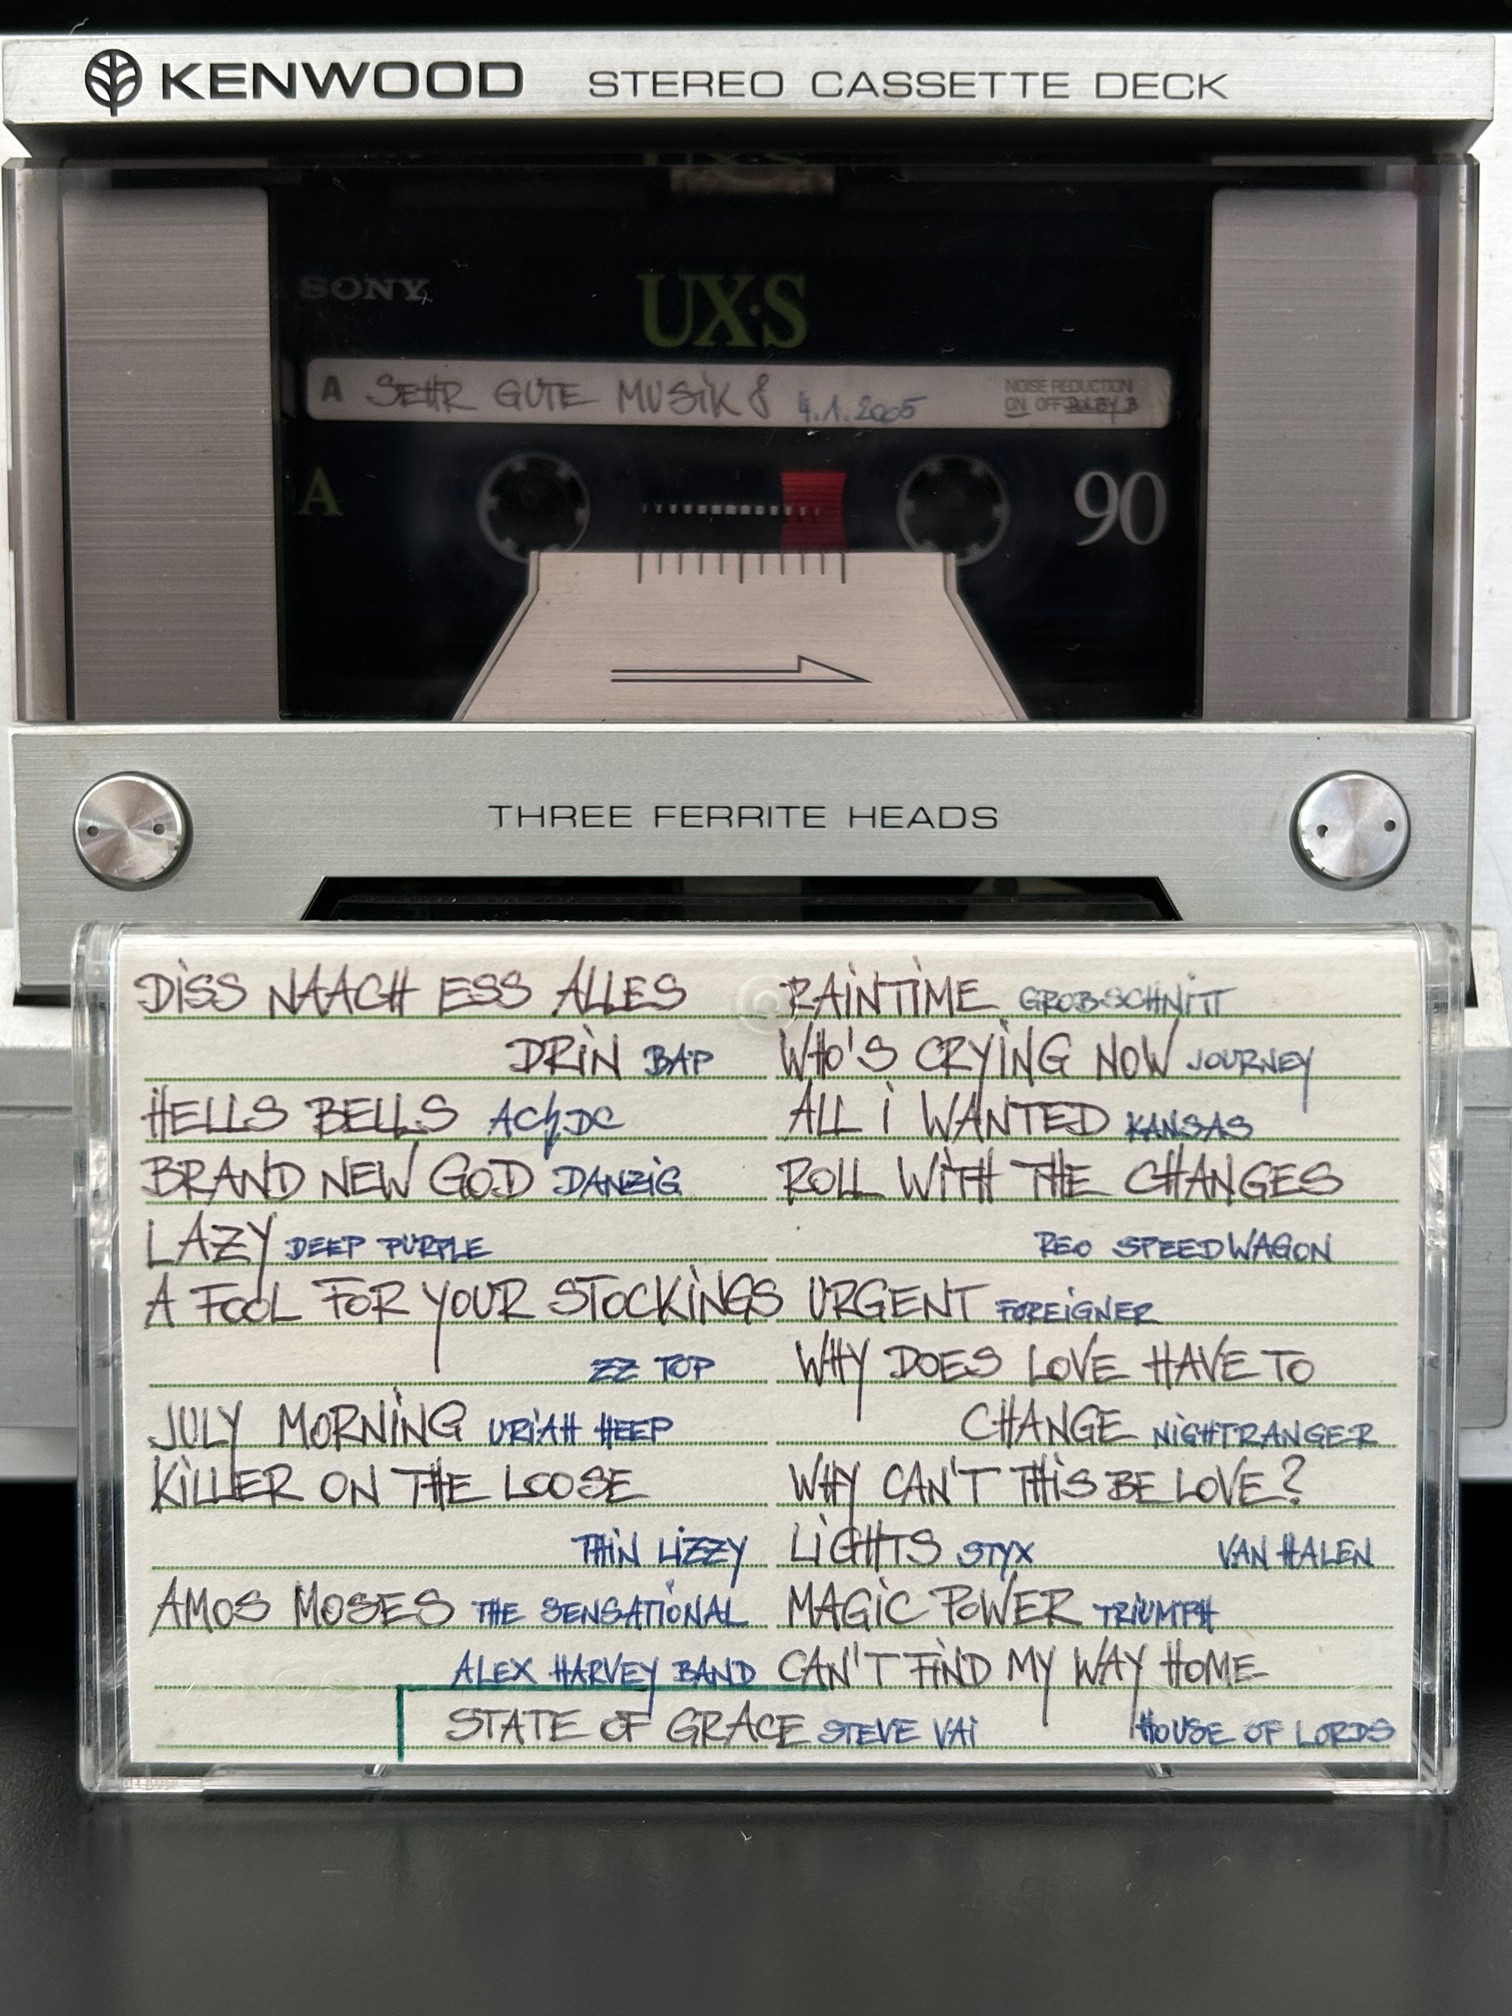 KENWOOD STEREO CASSETTE DECK
UX·S
SONY
UX·S
A SEHR GUTE MUSIK 8 4.1.2005
NOISE REDUCTION
ON OFF DOLBY B
A
90
THREE FERRITE HEADS
DISS NAACH ESS ALLES
DRIN BAP
HELLS BELLS AC/DC
BRAND NEW GOD DANZIG
LAZY DEEP PURPLE
A FOOL FOR YOUR STOCKINGS
ZZ TOP
JULY MORNING URIAH HEEP
KILLER ON THE LOOSE
THIN LIZZY
AMOS MOSES THE SENSATIONAL
ALEX HARVEY BAND
RAINTIME GROBSCHNITT
WHO'S CRYING NOW JOURNEY
ALL I WANTED KANSAS
ROLL WITH THE CHANGES
REO SPEEDWAGON
URGENT FOREIGNER
WHY DOES LOVE HAVE TO
CHANGE NIGHTRANGER
WHY CAN'T THIS BE LOVE?
VAN HALEN
LIGHTS STYX
MAGIC POWER TRIUMPH
CAN'T FIND MY WAY HOME
HOUSE OF LORDS
STATE OF GRACE STEVE VAI